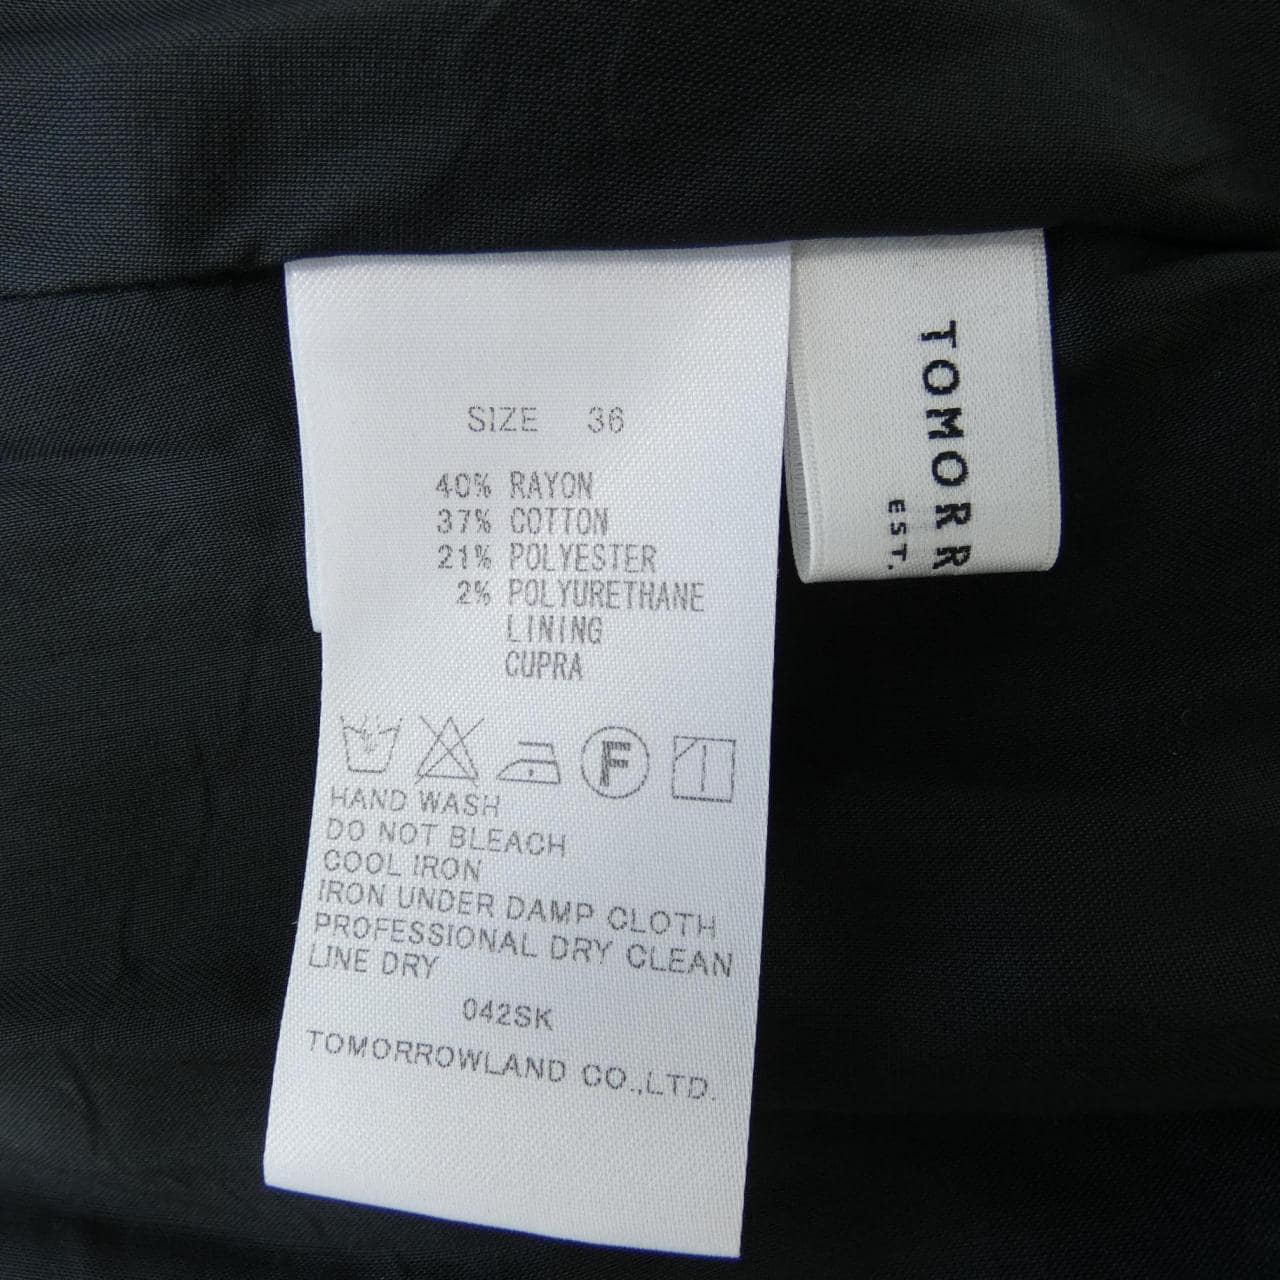 SIZE 36
40% RAYON
37% COTTON
21% POLYESTER
2% POLYURETHANE
LINING
CUPRA
F
HAND WASH
DO NOT BLEACH
COOL IRON
IRON UNDER DAMP CLOTH
PROFESSIONAL DRY CLEAN
LINE DRY
042SK
TOMORROWLAND CO.,LTD.
TOMORR
EST.